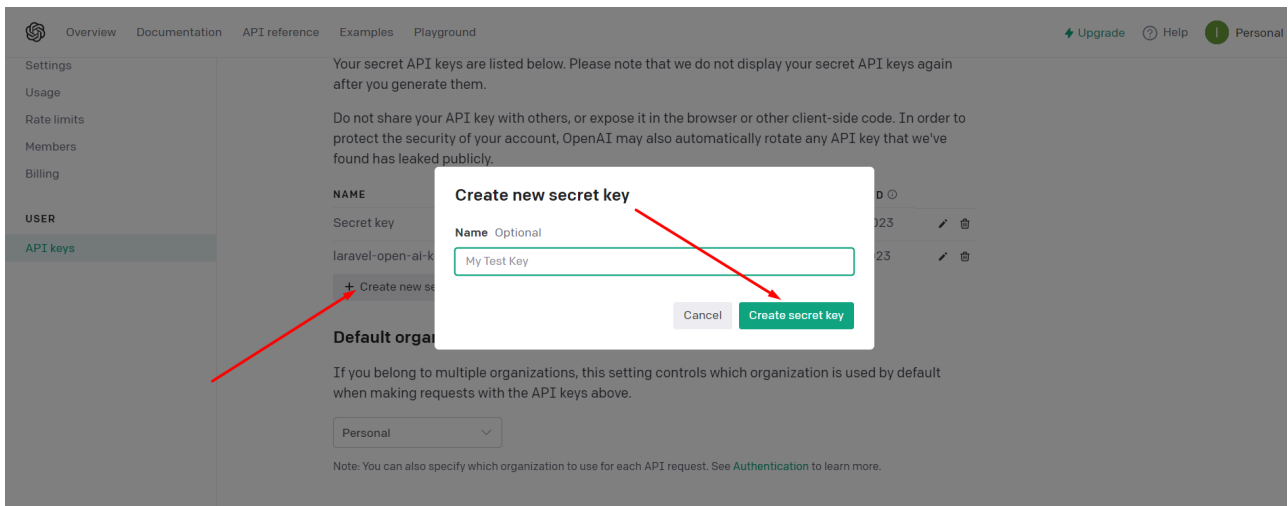 Overview Documentation API reference Examples Playground Upgrade Help I Personal
Settings
Usage
Rate limits
Members
Billing
USER
API keys
Your secret API keys are listed below. Please note that we do not display your secret API keys again
after you generate them.
Do not share your API key with others, or expose it in the browser or other client-side code. In order to
protect the security of your account, OpenAI may also automatically rotate any API key that we've
found has leaked publicly.
NAME D
Secret key 023
laravel-open-ai-k 23
+ Create new se
Create new secret key
Name Optional
My Test Key
Cancel Create secret key
Default orga
If you belong to multiple organizations, this setting controls which organization is used by default
when making requests with the API keys above.
Personal
Note: You can also specify which organization to use for each API request. See Authentication to learn more.